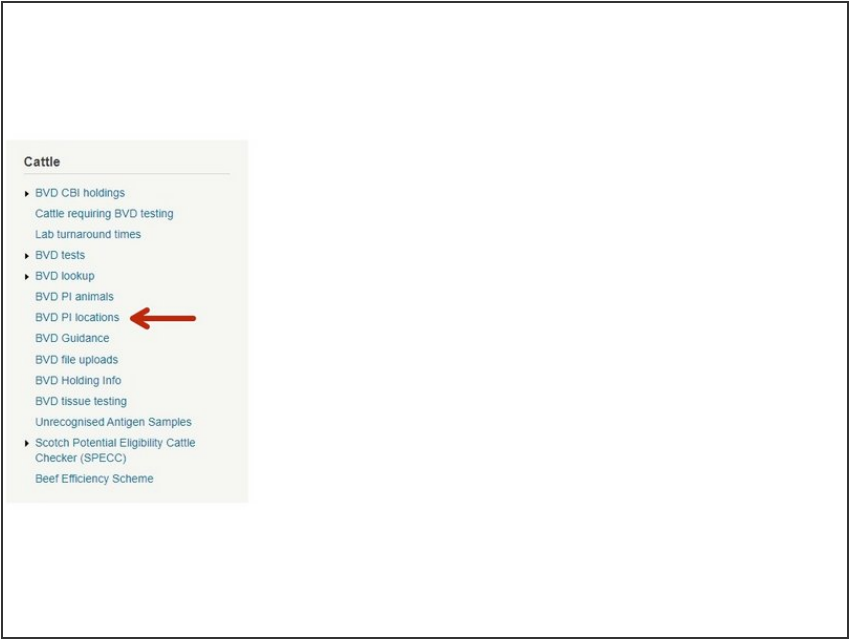 Cattle
BVD CBI holdings
Cattle requiring BVD testing
Lab turnaround times
BVD tests
BVD lookup
BVD PI animals
BVD PI locations
BVD Guidance
BVD file uploads
BVD Holding Info
BVD tissue testing
Unrecognised Antigen Samples
Scotch Potential Eligibility Cattle
Checker (SPECC)
Beef Efficiency Scheme